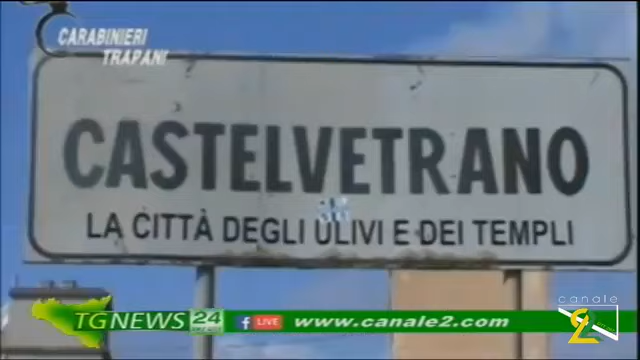 CARABINIERI
TRAPANI
CASTELVETRANO
LA CITTÀ DEGLI ULIVI E DEI TEMPLI
TGNEWS 24 f LIVE www.canale2.com
canale
2